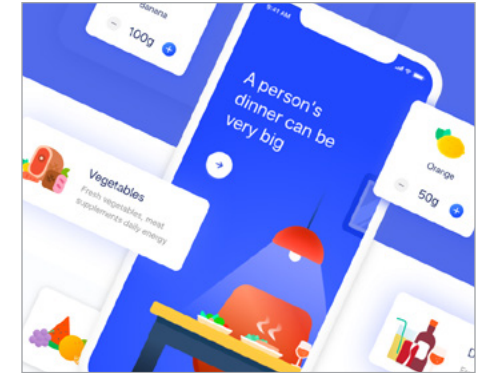 Banana
100g
9:41 AM
A person's
dinner can be
very big
Orange
50g
Vegetables
Fresh vegetables, meat
supplements daily energy